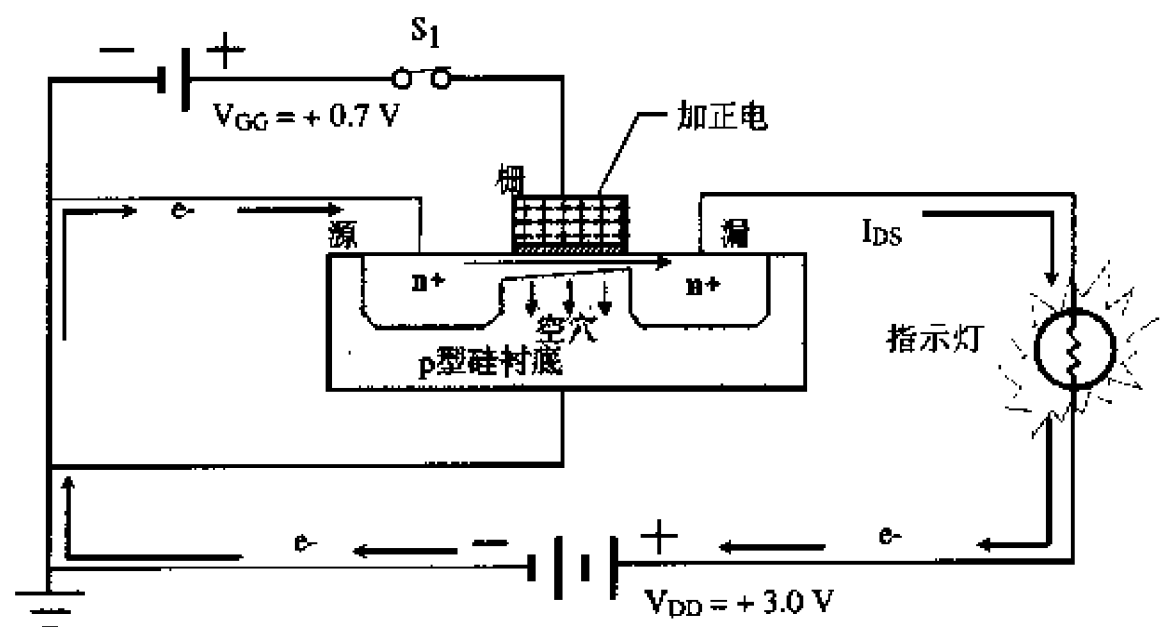 S1
− +
VGG = + 0.7 V
加正电
栅
e-
源
漏
IDS
n+
n+
空穴
指示灯
p型硅衬底
e-
− +
e-
VDD = + 3.0 V